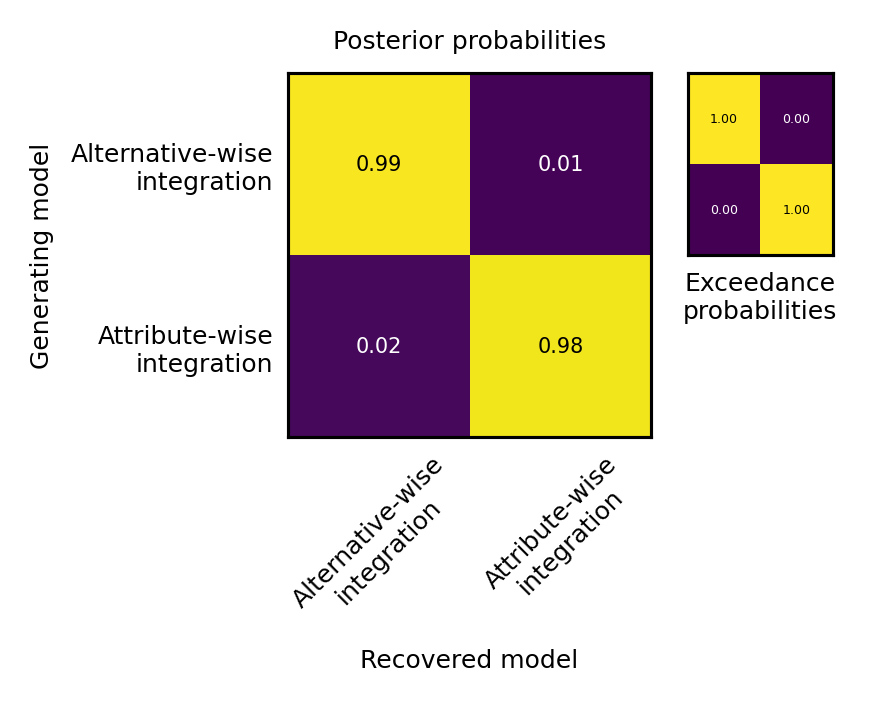 Posterior probabilities
Generating model
Alternative-wise
integration
Attribute-wise
integration
0.99
0.01
0.02
0.98
1.00
0.00
0.00
1.00
Exceedance
probabilities
Alternative-wise
integration
Attribute-wise
integration
Recovered model